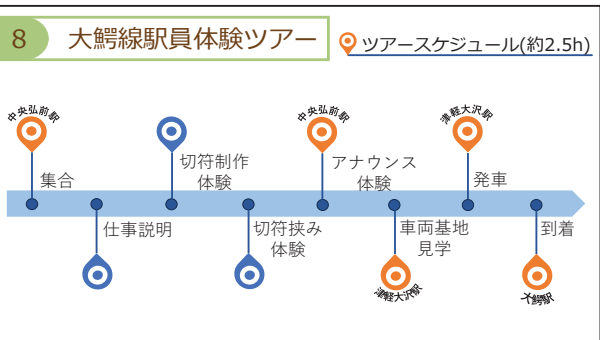 8
大鰐線駅員体験ツアー
ツアースケジュール(約2.5h)
中央弘前駅
中央弘前駅
津軽大沢駅
切符制作
体験
アナウンス
体験
集合
発車
仕事説明
切符挟み
体験
車両基地
見学
到着
津軽大沢駅
大鰐駅